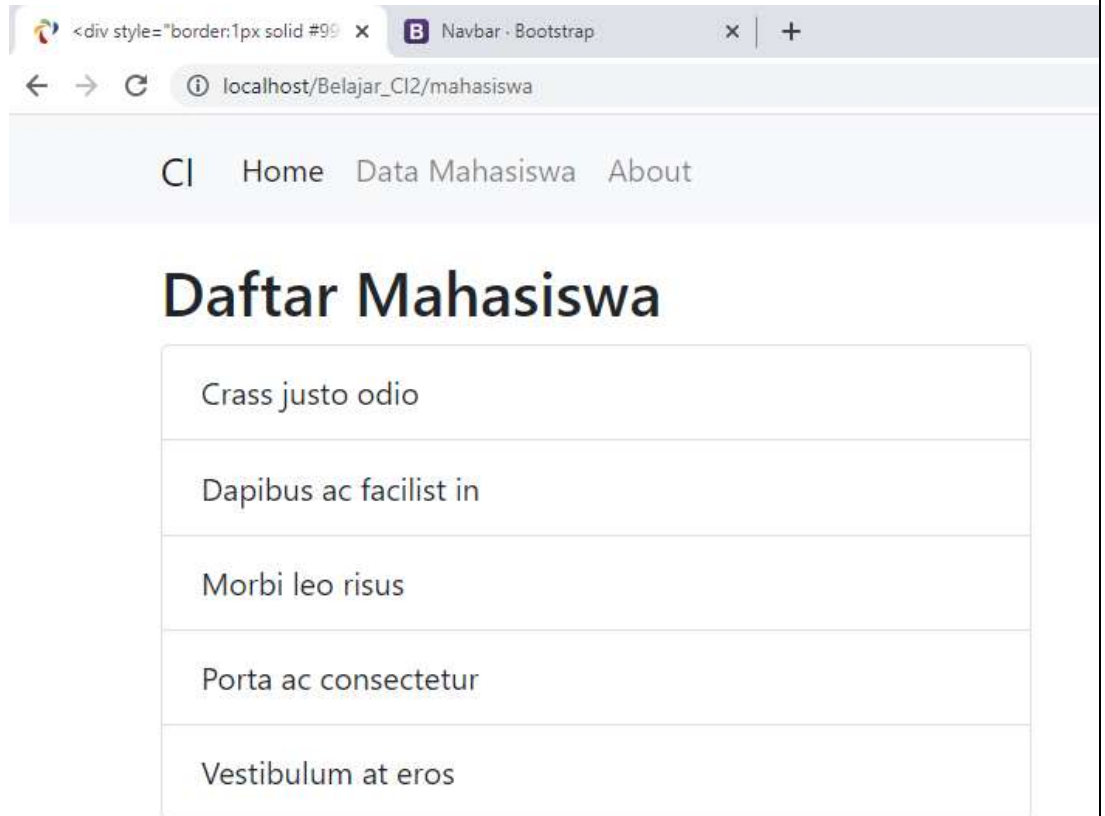 <div style="border:1px solid #99
Navbar · Bootstrap
localhost/Belajar_CI2/mahasiswa
CI Home Data Mahasiswa About
Daftar Mahasiswa
Crass justo odio
Dapibus ac facilist in
Morbi leo risus
Porta ac consectetur
Vestibulum at eros